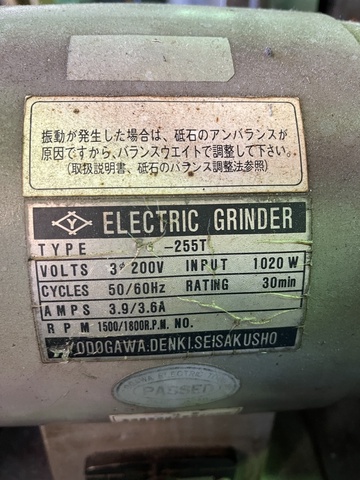 振動が発生した場合は、砥石のアンバランスが
原因ですから、バランスウエイトで調整して下さい。
(取扱説明書、砥石のバランス調整法参照)
Y ELECTRIC GRINDER
TYPE -255T
VOLTS 3φ 200V INPUT 1020W
CYCLES 50/60Hz RATING 30min
AMPS 3.9/3.6A
RPM 1500/1800R.P.M. NO.
YODOGAWA.DENKI.SEISAKUSHO
ELECTRIC
PASSED